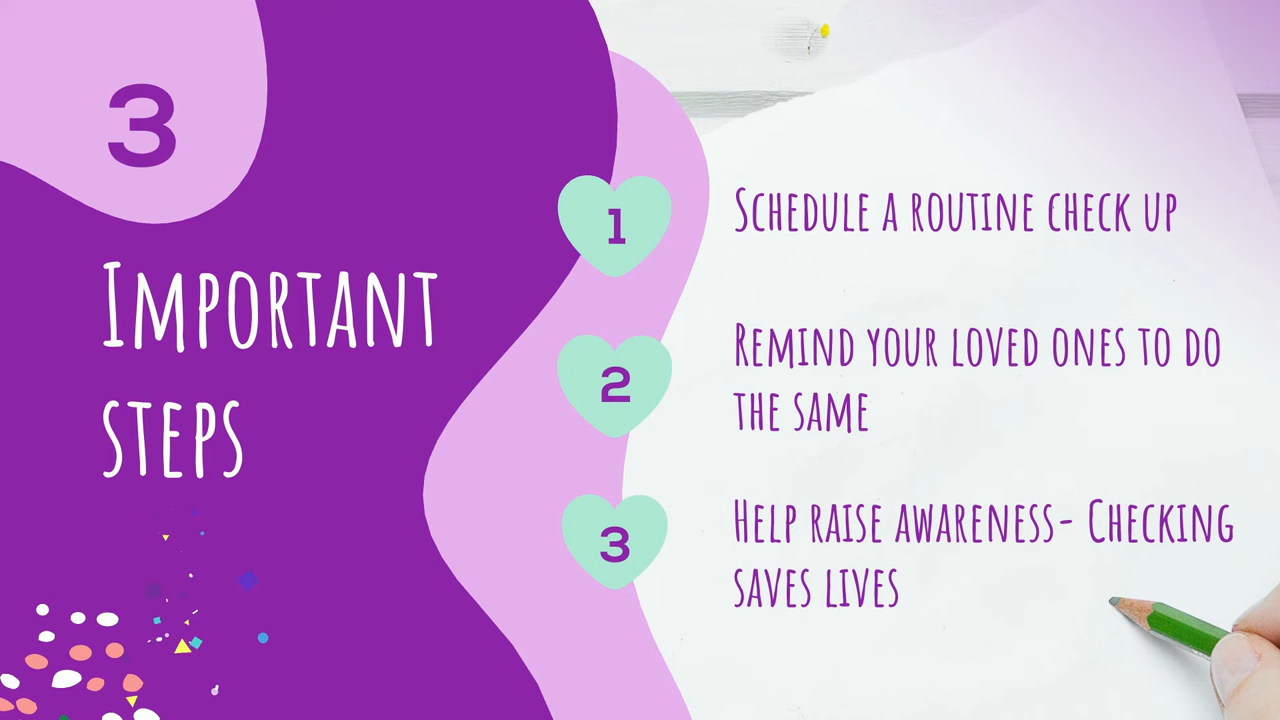 3
Important
steps
1
Schedule a routine check up
2
Remind your loved ones to do
the same
3
Help raise awareness- Checking
saves lives